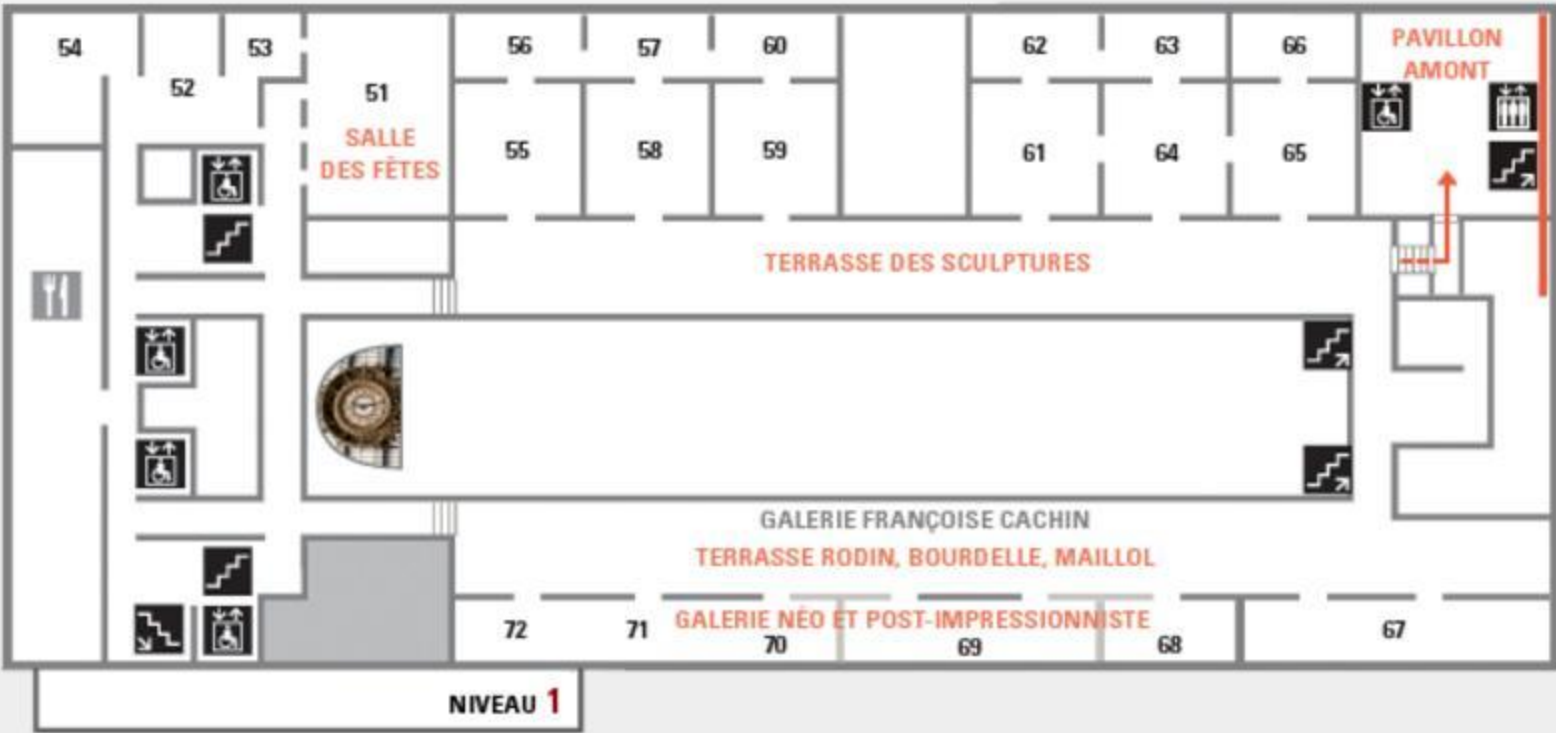 54
52
53
51
SALLE
DES FÊTES
56
57
60
62
63
66
PAVILLON
AMONT
55
58
59
61
64
65
TERRASSE DES SCULPTURES
GALERIE FRANÇOISE CACHIN
TERRASSE RODIN, BOURDELLE, MAILLOL
GALERIE NÉO ET POST-IMPRESSIONNISTE
72
71
70
69
68
67
NIVEAU 1